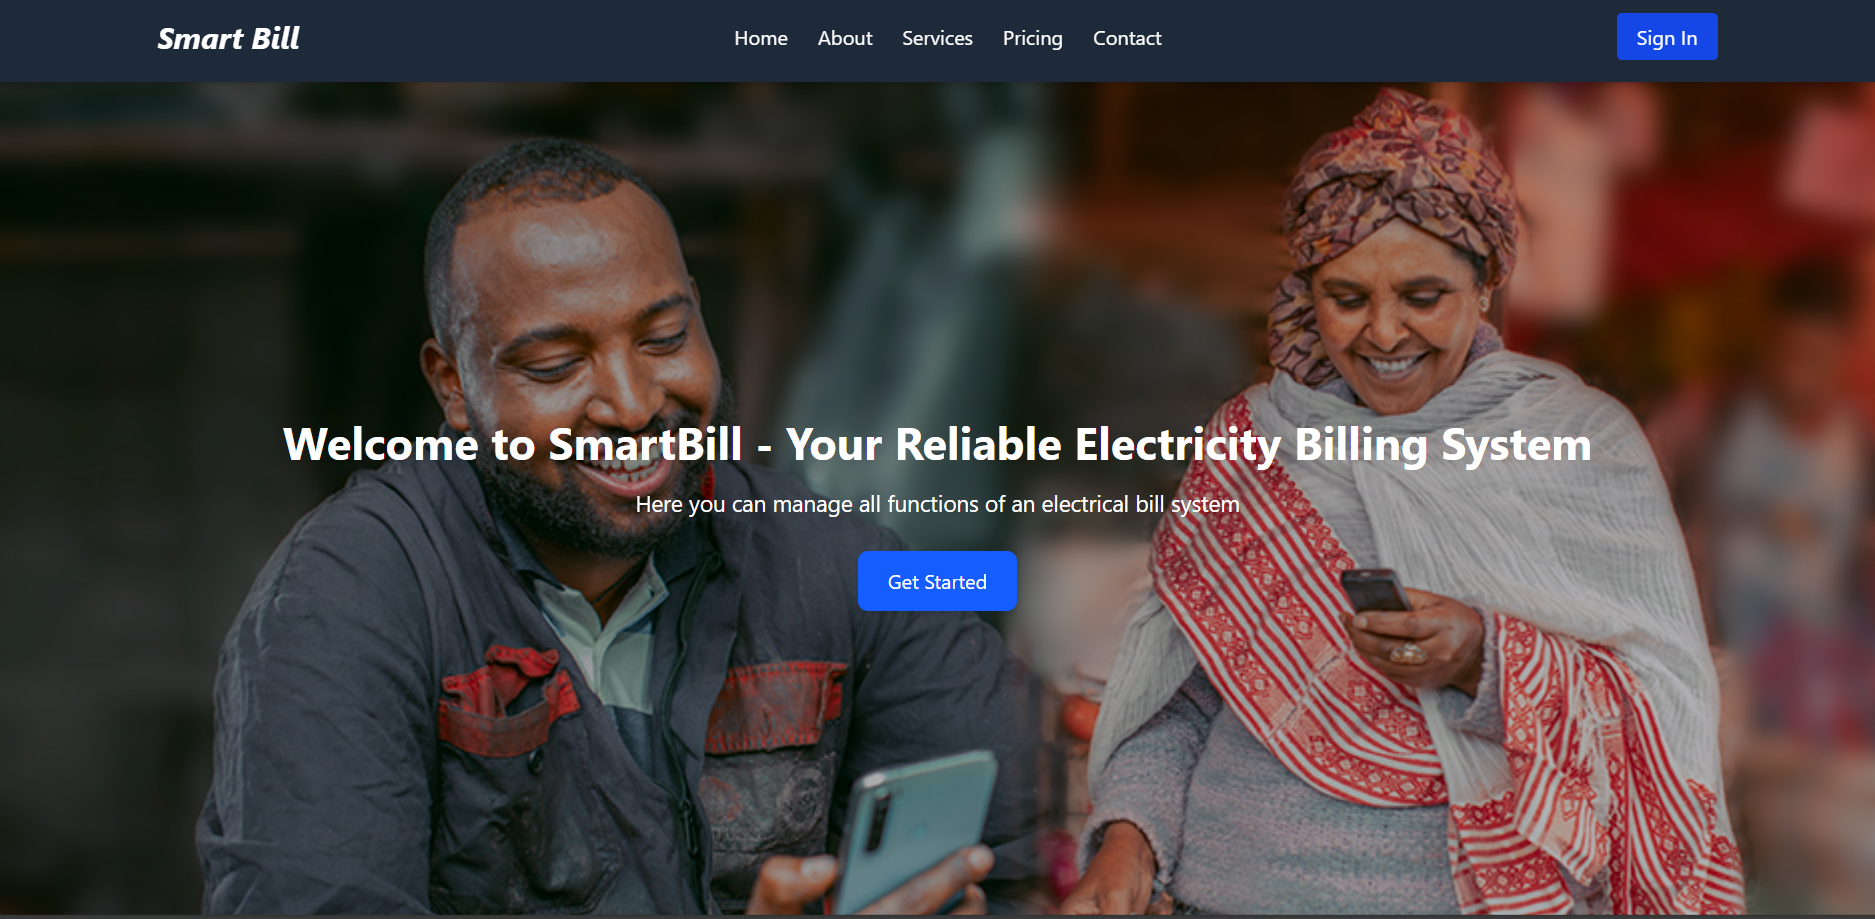 Smart Bill
Home About Services Pricing Contact
Sign In
Welcome to SmartBill - Your Reliable Electricity Billing System
Here you can manage all functions of an electrical bill system
Get Started